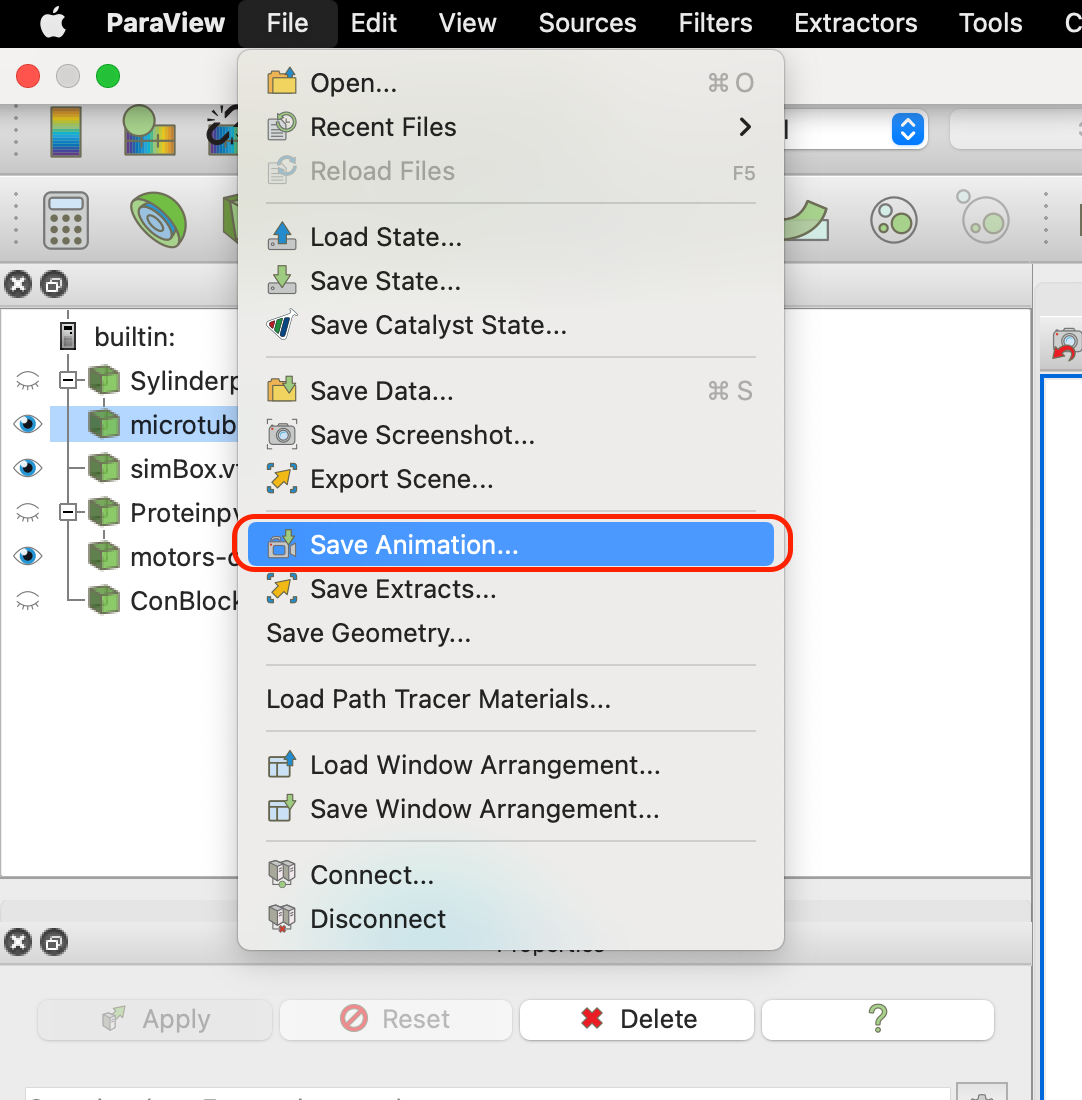 ParaView File Edit View Sources Filters Extractors Tools C
Open... ⌘ O
Recent Files
Reload Files F5
Load State...
Save State...
Save Catalyst State...
builtin:
Sylinderp
Save Data... ⌘ S
microtub
Save Screenshot...
simBox.v
Export Scene...
Proteinpv
Save Animation...
motors-c
Save Extracts...
ConBlock
Save Geometry...
Load Path Tracer Materials...
Load Window Arrangement...
Save Window Arrangement...
Connect...
Disconnect
Properties
Apply Reset Delete ?